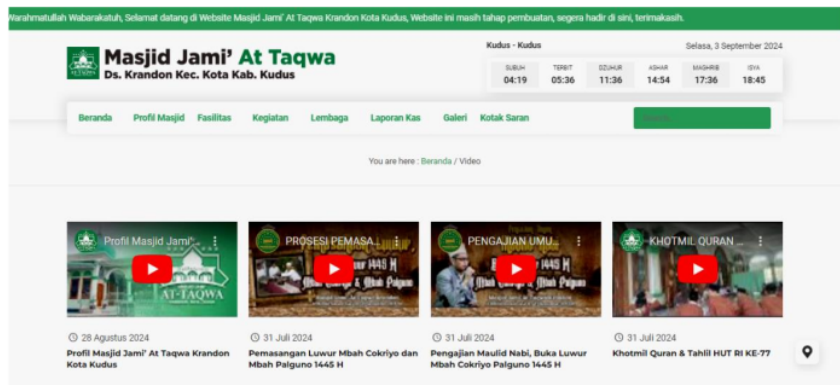 Warahmatullah Wabarakatuh, Selamat datang di Website Masjid Jami' At Taqwa Krandon Kota Kudus, Website ini masih tahap pembuatan, segera hadir di sini, terimakasih.
Masjid Jami' At Taqwa
Ds. Krandon Kec. Kota Kab. Kudus
Kudus - Kudus
Selasa, 3 September 2024
SUBUH TERBIT DZUHUR ASHAR MAGHRIB ISYA
04:19 05:36 11:36 14:54 17:36 18:45
Beranda Profil Masjid Fasilitas Kegiatan Lembaga Laporan Kas Galeri Kotak Saran
You are here : Beranda / Video
Profil Masjid Jami'... PROSESI PEMASA... PENGAJIAN UMU... KHOTMIL QURAN ...
AT-TAQWA
28 Agustus 2024 31 Juli 2024 31 Juli 2024 31 Juli 2024
Profil Masjid Jami' At Taqwa Krandon Kota Kudus
Pemasangan Luwur Mbah Cokriyo dan Mbah Palguno 1445 H
Pengajian Maulid Nabi, Buka Luwur Mbah Cokriyo Palguno 1445 H
Khotmil Quran & Tahlil HUT RI KE-77